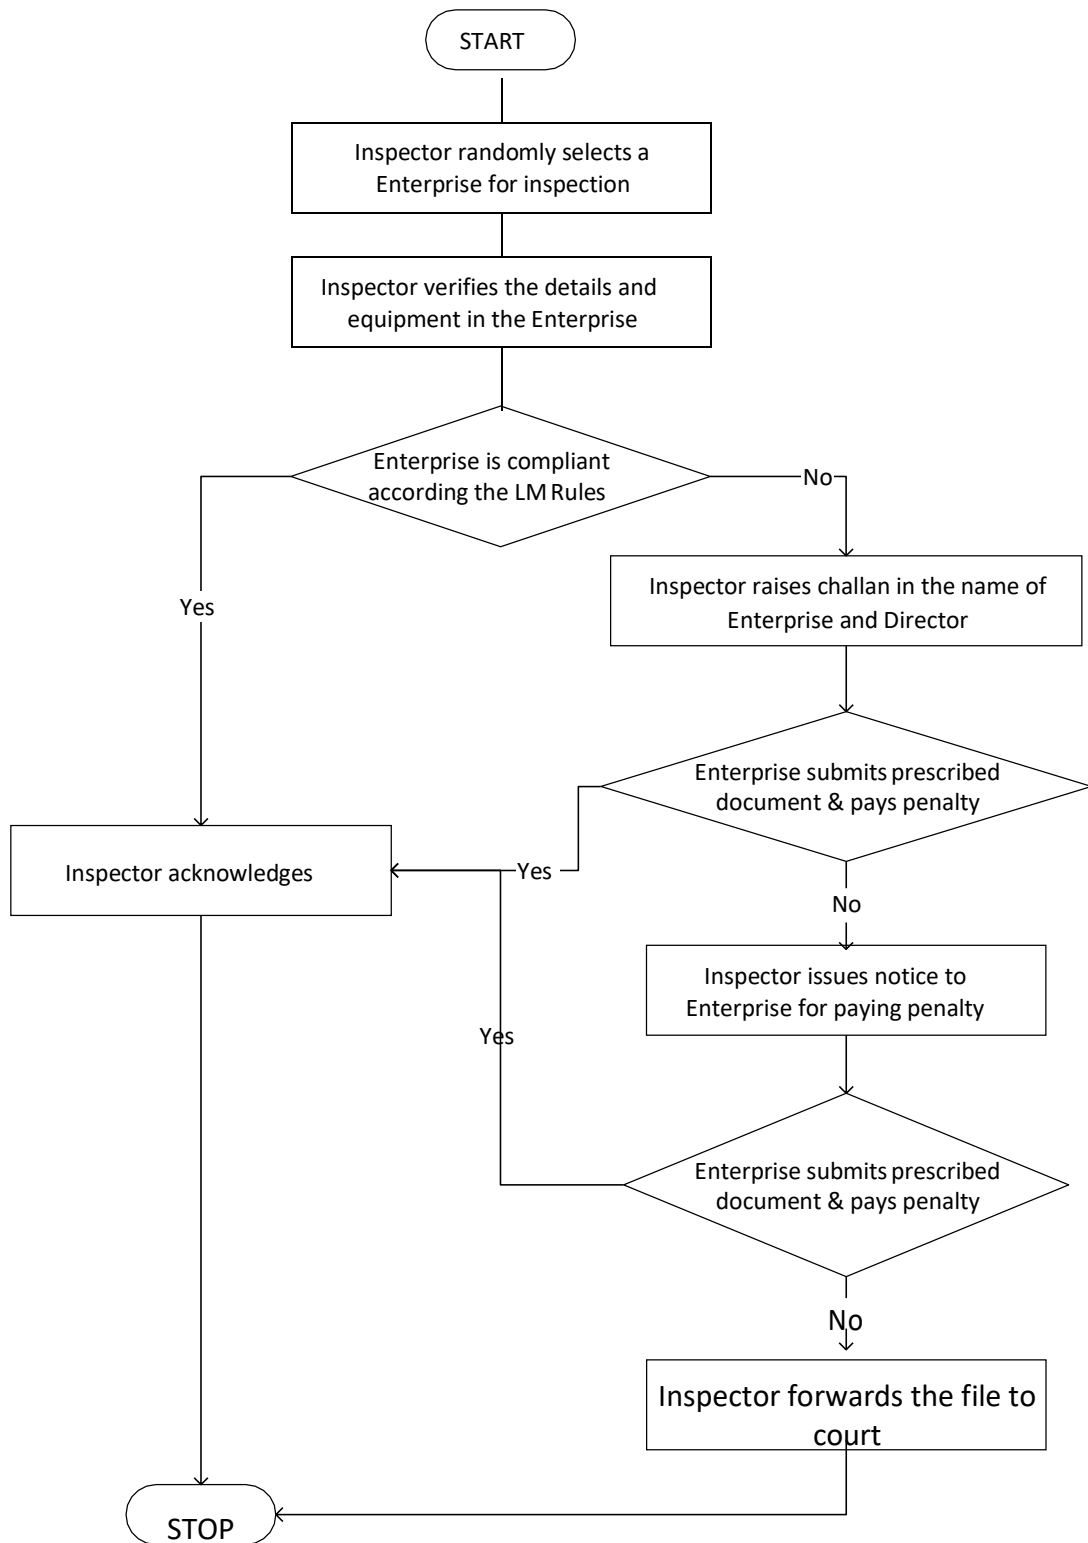 START
Inspector randomly selects a
Enterprise for inspection
Inspector verifies the details and
equipment in the Enterprise
Enterprise is compliant
according the LM Rules
No
Yes
Inspector raises challan in the name of
Enterprise and Director
Enterprise submits prescribed
document & pays penalty
Inspector acknowledges
Yes
No
Inspector issues notice to
Enterprise for paying penalty
Yes
Enterprise submits prescribed
document & pays penalty
No
Inspector forwards the file to
court
STOP